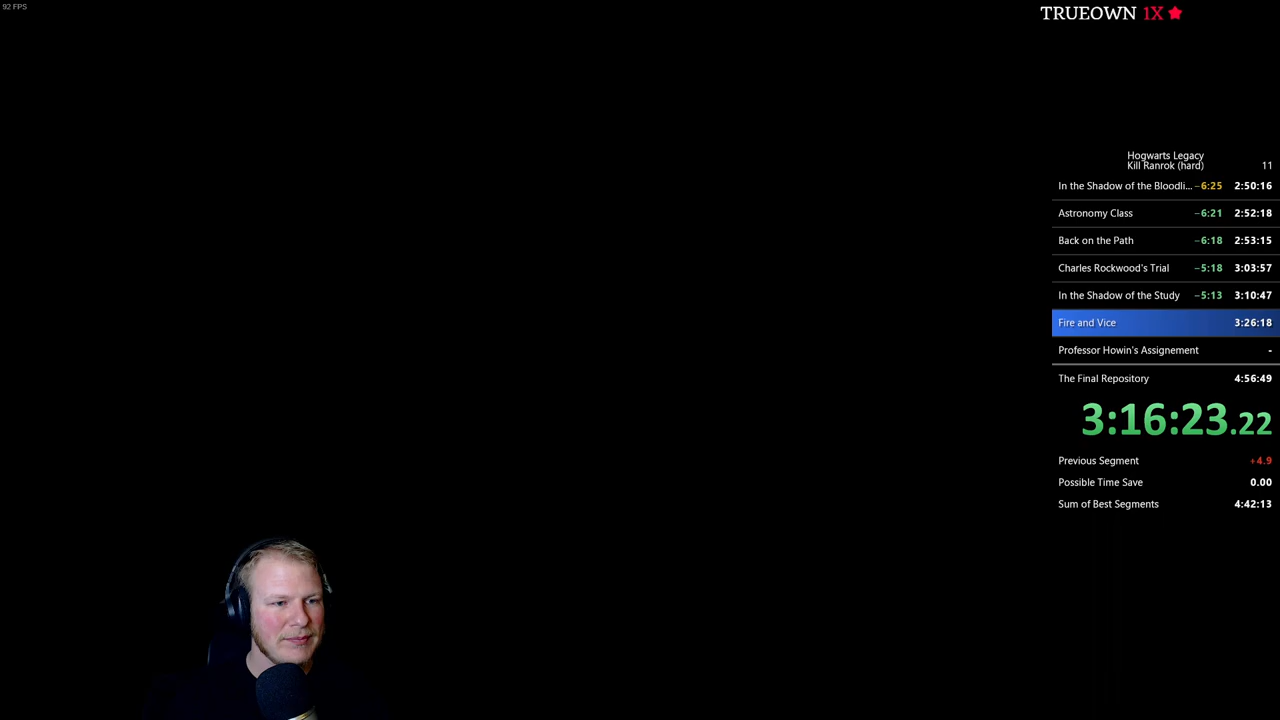 92 FPS
TRUEOWN 1X
Hogwarts Legacy
Kill Ranrok (hard) 11
In the Shadow of the Bloodli... −6:25 2:50:16
Astronomy Class −6:21 2:52:18
Back on the Path −6:18 2:53:15
Charles Rockwood's Trial −5:18 3:03:57
In the Shadow of the Study −5:13 3:10:47
Fire and Vice 3:26:18
Professor Howin's Assignement -
The Final Repository 4:56:49
3:16:23.22
Previous Segment +4.9
Possible Time Save 0.00
Sum of Best Segments 4:42:13